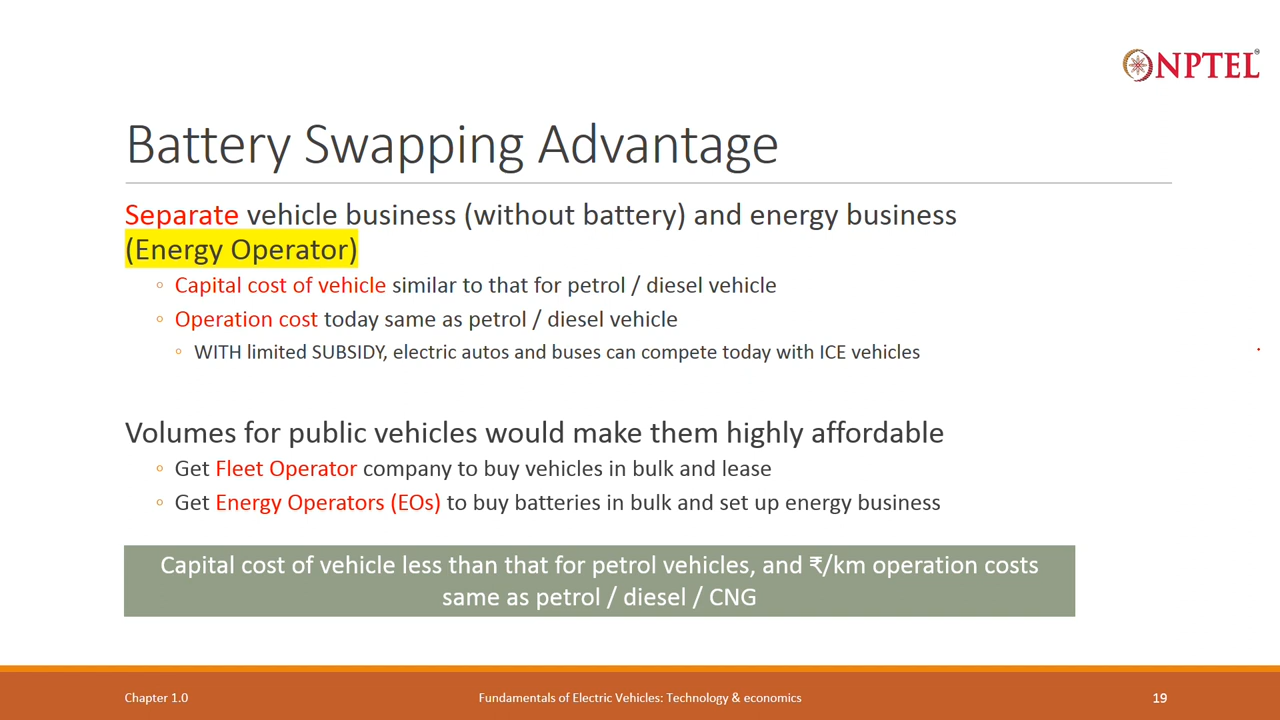 NPTEL
Battery Swapping Advantage
Separate vehicle business (without battery) and energy business
(Energy Operator)
◦ Capital cost of vehicle similar to that for petrol / diesel vehicle
◦ Operation cost today same as petrol / diesel vehicle
◦ WITH limited SUBSIDY, electric autos and buses can compete today with ICE vehicles
Volumes for public vehicles would make them highly affordable
◦ Get Fleet Operator company to buy vehicles in bulk and lease
◦ Get Energy Operators (EOs) to buy batteries in bulk and set up energy business
Capital cost of vehicle less than that for petrol vehicles, and ₹/km operation costs
same as petrol / diesel / CNG
Chapter 1.0
Fundamentals of Electric Vehicles: Technology & economics
19